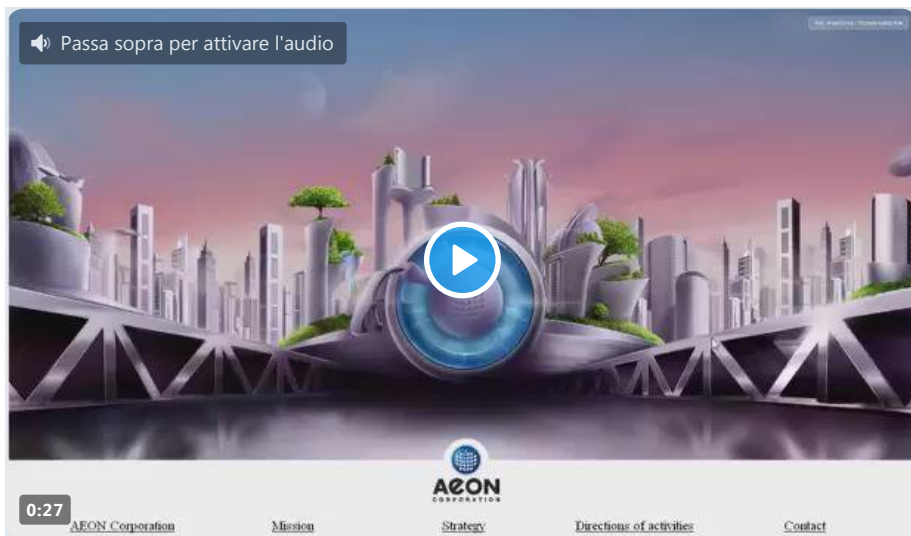 Passa sopra per attivare l'audio
AEON
CORPORATION
0:27
AEON Corporation
Mission
Strategy
Directions of activities
Contact